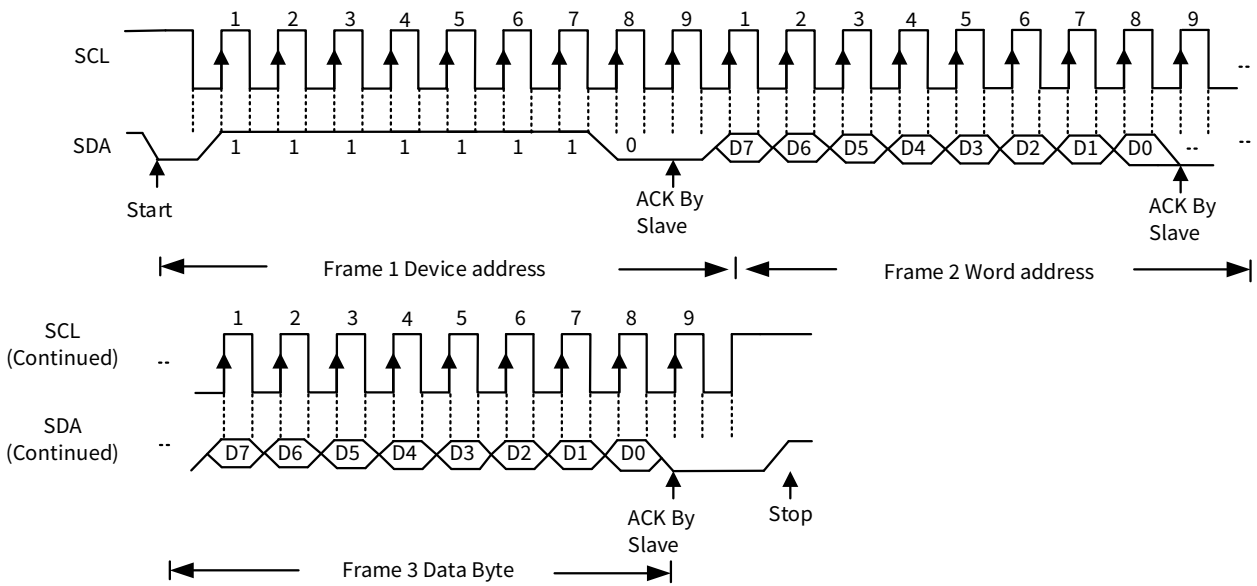 1 2 3 4 5 6 7 8 9 1 2 3 4 5 6 7 8 9
SCL
--
SDA
1 1 1 1 1 1 1 0 D7 D6 D5 D4 D3 D2 D1 D0 -- --
Start
ACK By
Slave
ACK By
Slave
Frame 1 Device address
Frame 2 Word address
1 2 3 4 5 6 7 8 9
SCL
(Continued)
--
SDA
(Continued)
--
D7 D6 D5 D4 D3 D2 D1 D0
ACK By
Slave
Stop
Frame 3 Data Byte